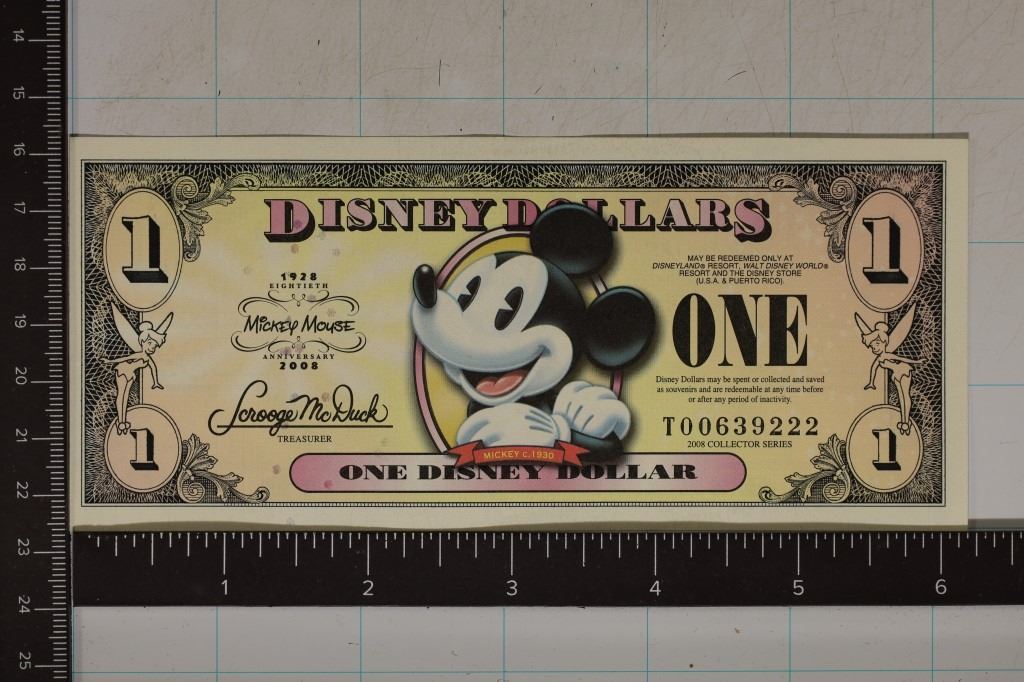 14
15
16
17
18
19
20
21
22
23
24
25
1
1
DISNEY DOLLARS
1928
EIGHTIETH
MICKEY MOUSE
ANNIVERSARY
2008
Scrooge McDuck
TREASURER
MAY BE REDEEMED ONLY AT
DISNEYLAND® RESORT, WALT DISNEY WORLD®
RESORT AND THE DISNEY STORE
(U.S.A. & PUERTO RICO).
ONE
Disney Dollars may be spent or collected and saved
as souvenirs and are redeemable at any time before
or after any period of inactivity.
T00639222
2008 COLLECTOR SERIES
1
1
MICKEY c.1930
ONE DISNEY DOLLAR
1 2 3 4 5 6